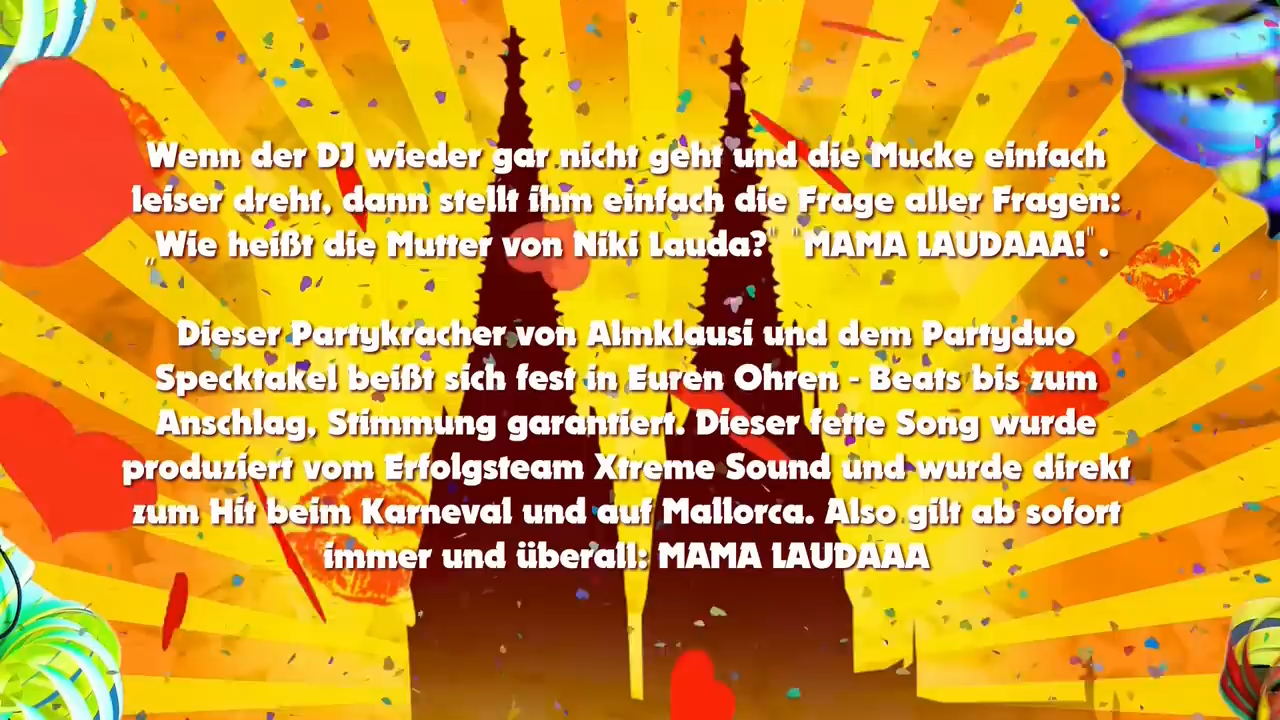 Wenn der DJ wieder gar nicht geht und die Mucke einfach
leiser dreht, dann stellt ihm einfach die Frage aller Fragen:
„Wie heißt die Mutter von Niki Lauda?" "MAMA LAUDAAA!".
Dieser Partykracher von Almklausi und dem Partyduo
Specktakel beißt sich fest in Euren Ohren - Beats bis zum
Anschlag, Stimmung garantiert. Dieser fette Song wurde
produziert vom Erfolgsteam Xtreme Sound und wurde direkt
zum Hit beim Karneval und auf Mallorca. Also gilt ab sofort
immer und überall: MAMA LAUDAAA